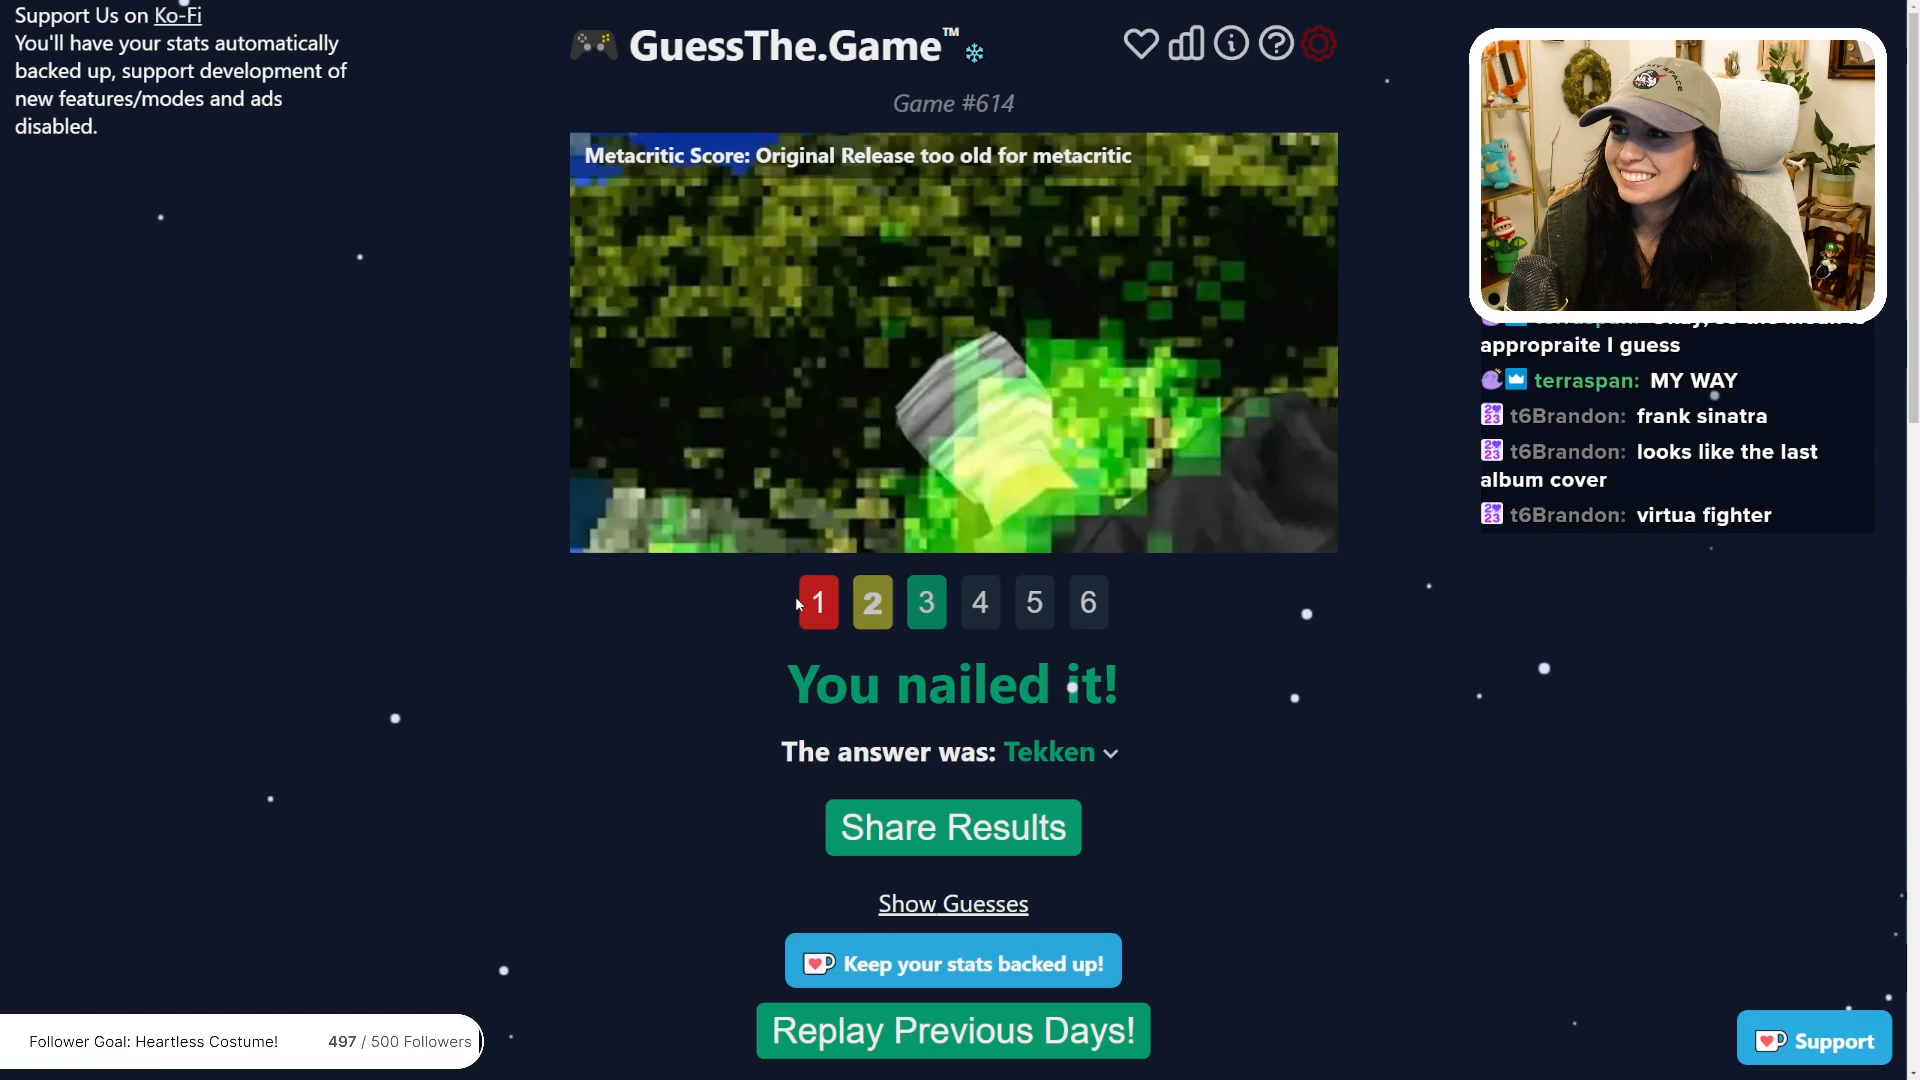 Support Us on Ko-Fi
You'll have your stats automatically
backed up, support development of
new features/modes and ads
disabled.
GuessThe.Game™
Game #614
Metacritic Score: Original Release too old for metacritic
1 2 3 4 5 6
You nailed it!
The answer was: Tekken
Share Results
Show Guesses
Keep your stats backed up!
Replay Previous Days!
NASA
appropraite I guess
terraspan: MY WAY
t6Brandon: frank sinatra
t6Brandon: looks like the last
album cover
t6Brandon: virtua fighter
Follower Goal: Heartless Costume! 497 / 500 Followers
Support